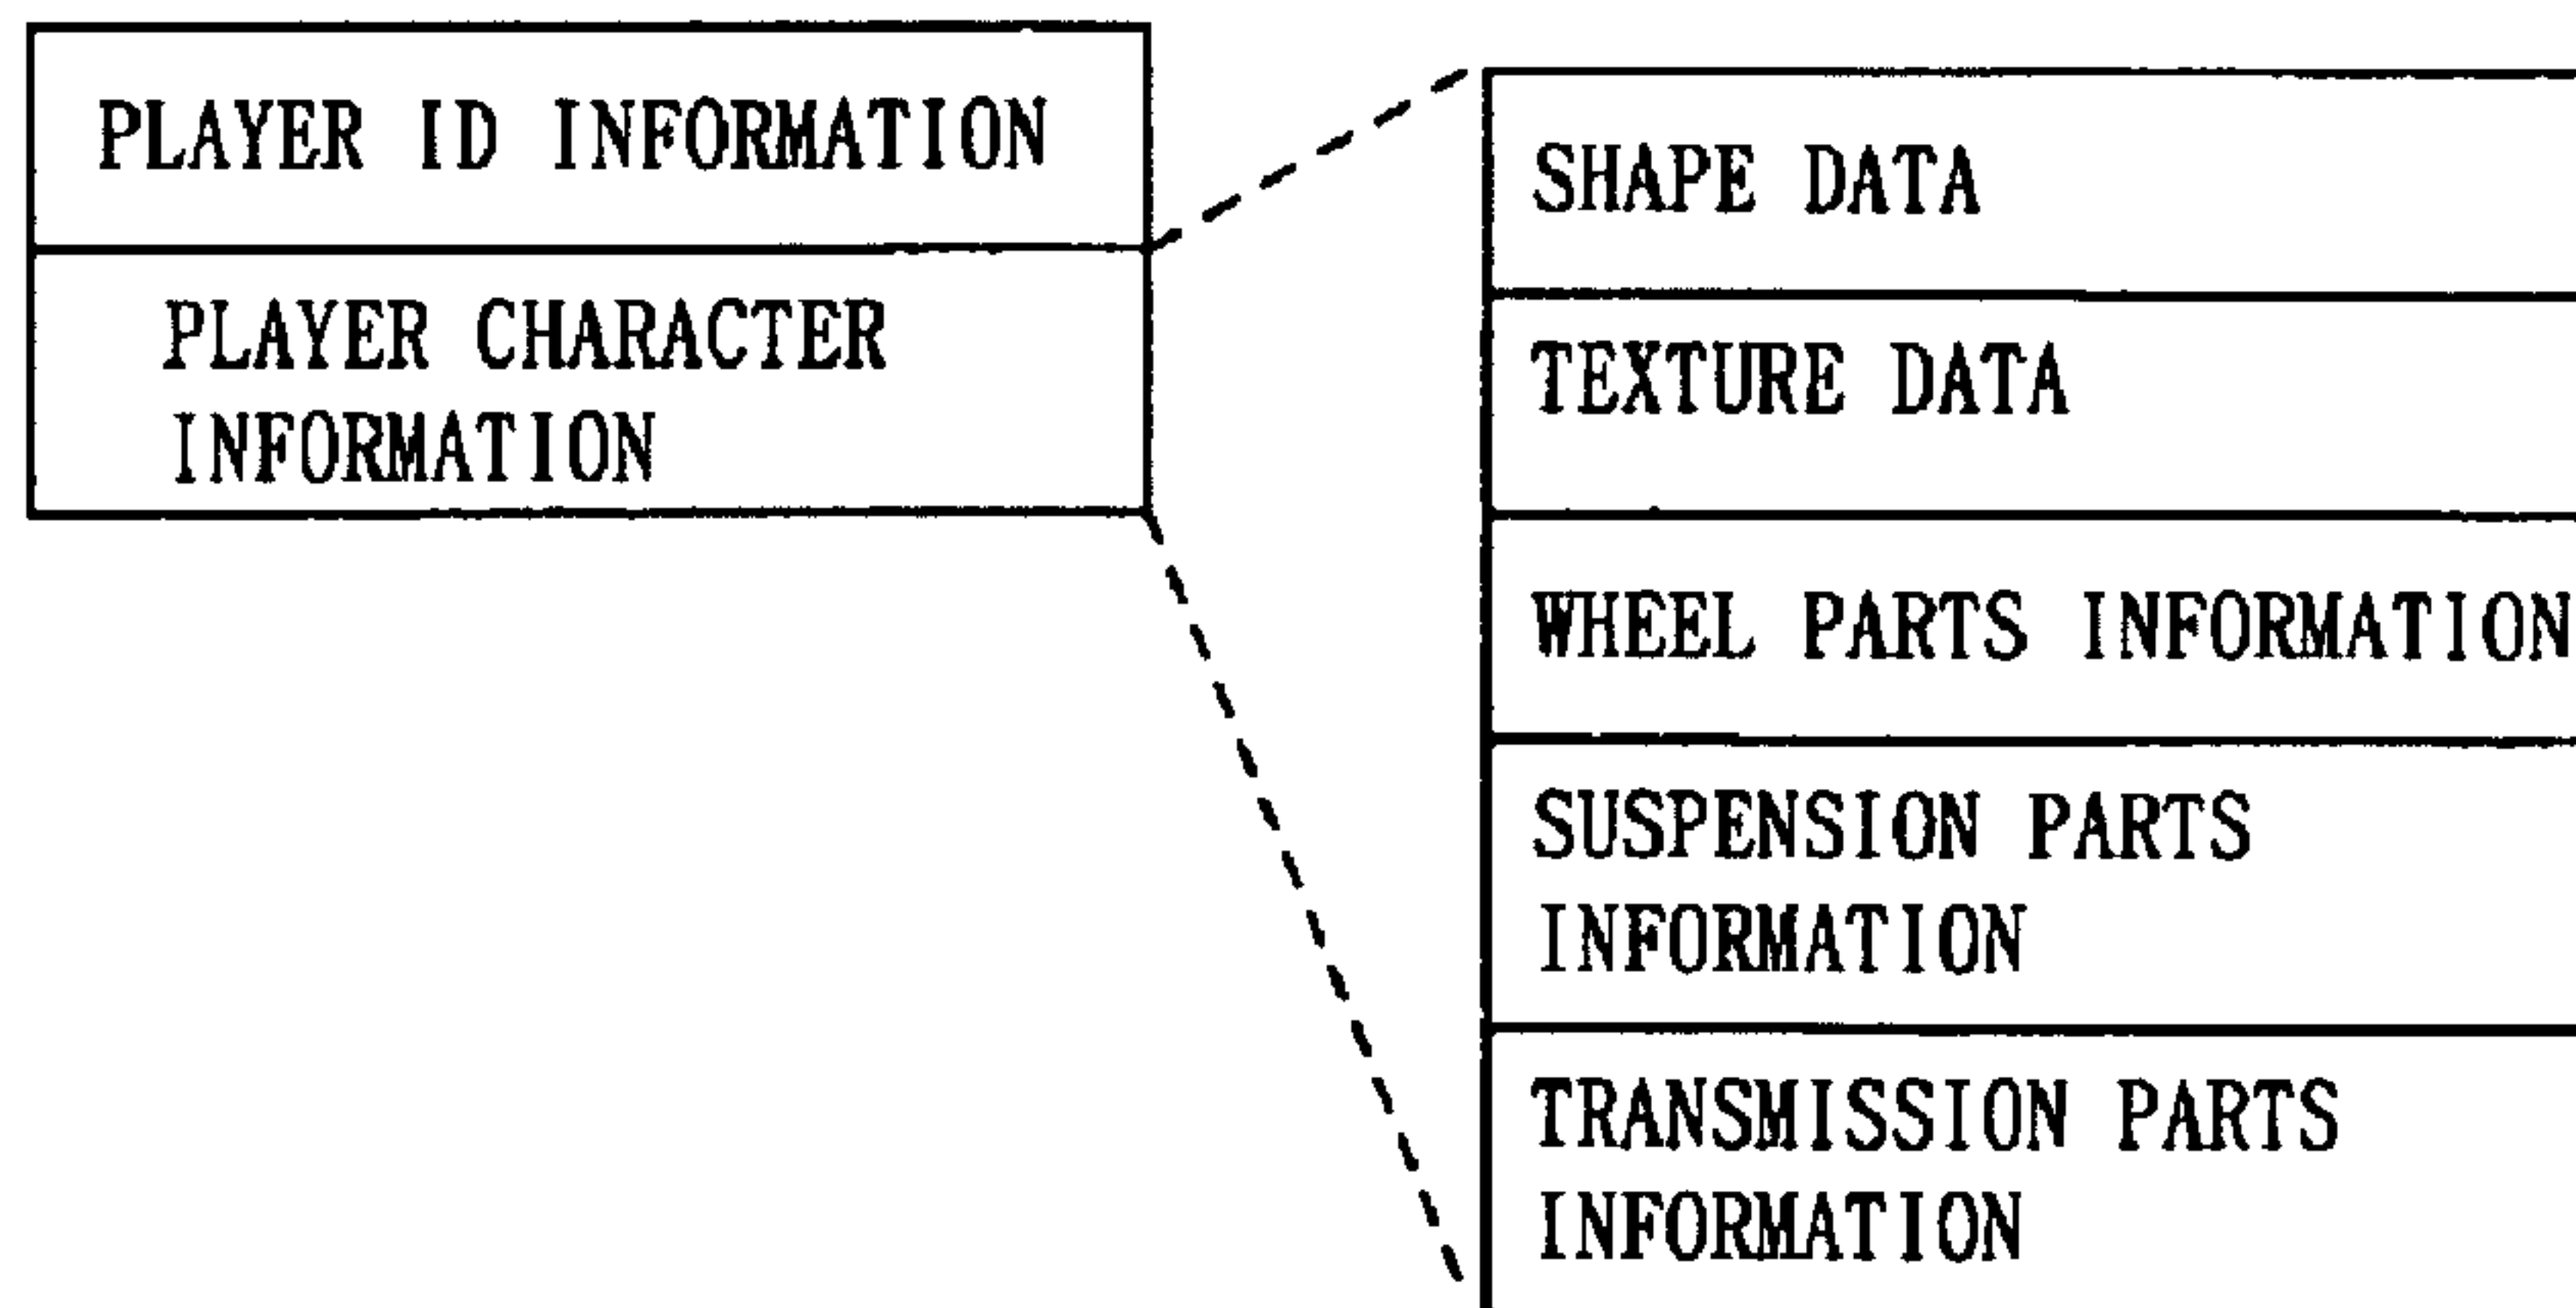 PLAYER ID INFORMATION
PLAYER CHARACTER
INFORMATION
SHAPE DATA
TEXTURE DATA
WHEEL PARTS INFORMATION
SUSPENSION PARTS
INFORMATION
TRANSMISSION PARTS
INFORMATION